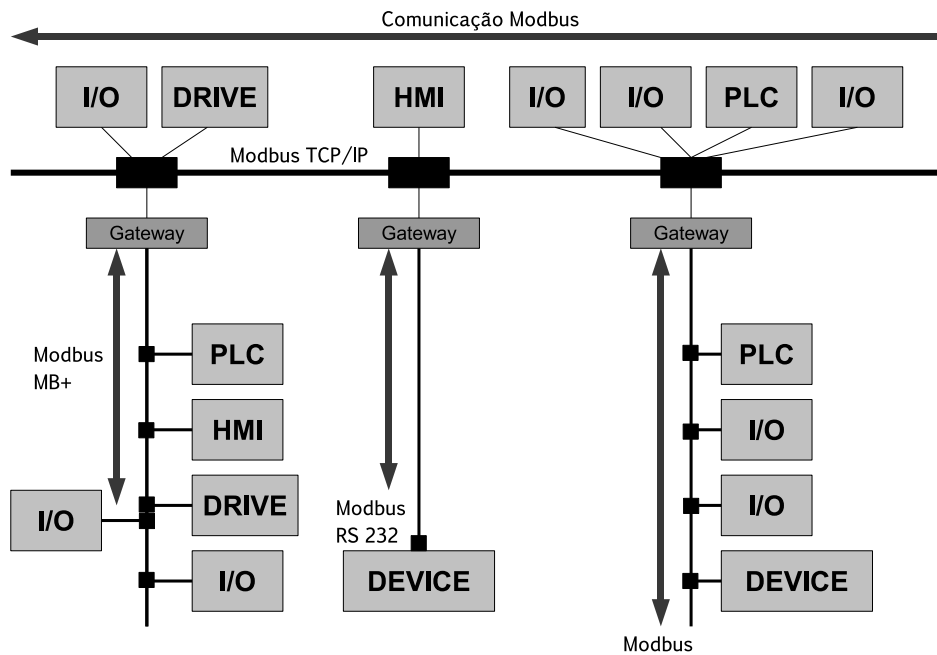 Comunicação Modbus
I/O
DRIVE
HMI
I/O
I/O
PLC
I/O
Modbus TCP/IP
Gateway
Gateway
Gateway
Modbus
MB+
PLC
HMI
DRIVE
I/O
I/O
Modbus
RS 232
DEVICE
PLC
I/O
I/O
DEVICE
Modbus